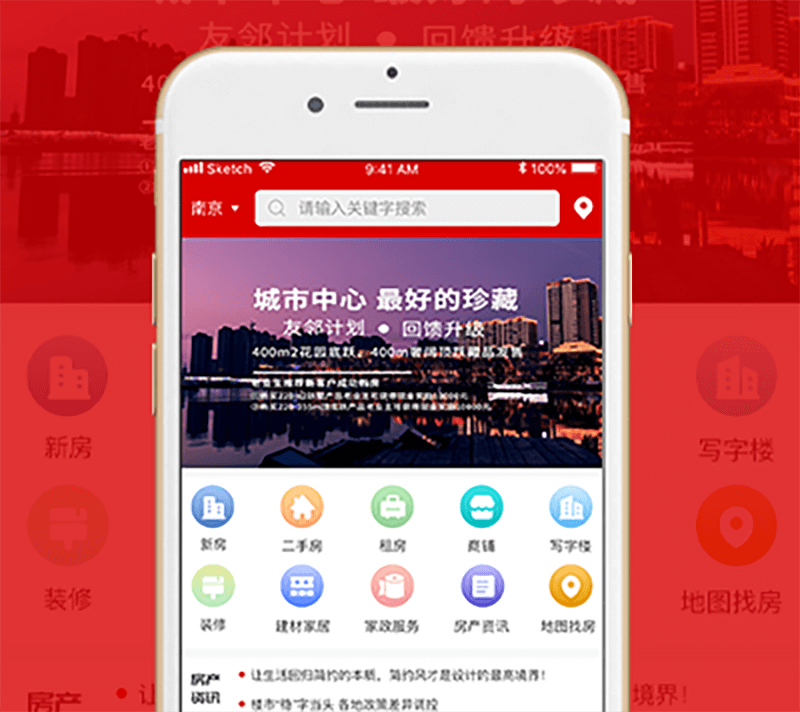 友邻计划 ● 回馈升级
Sketch 9:41 AM 100%
南京 请输入关键字搜索
城市中心 最好的珍藏
友邻计划 ● 回馈升级
新房 二手房 租房 商铺 写字楼
装修 建材家居 家政服务 房产资讯 地图找房
新房 写字楼
装修 地图找房
房产资讯
让生活回归简约的本质，简约风才是设计的最高境界！
楼市“稳”字当头 各地政策差异调控
房产 让 境界！